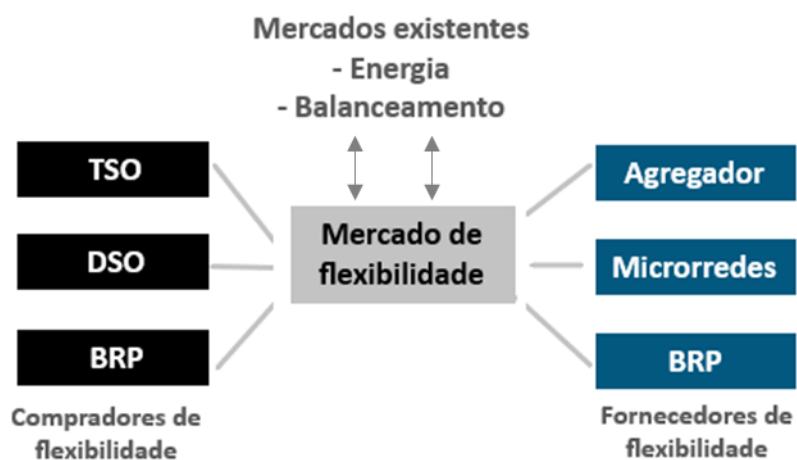 Mercados existentes
- Energia
- Balanceamento
TSO
DSO
BRP
Compradores de
flexibilidade
Mercado de
flexibilidade
Agregador
Microrredes
BRP
Fornecedores de
flexibilidade